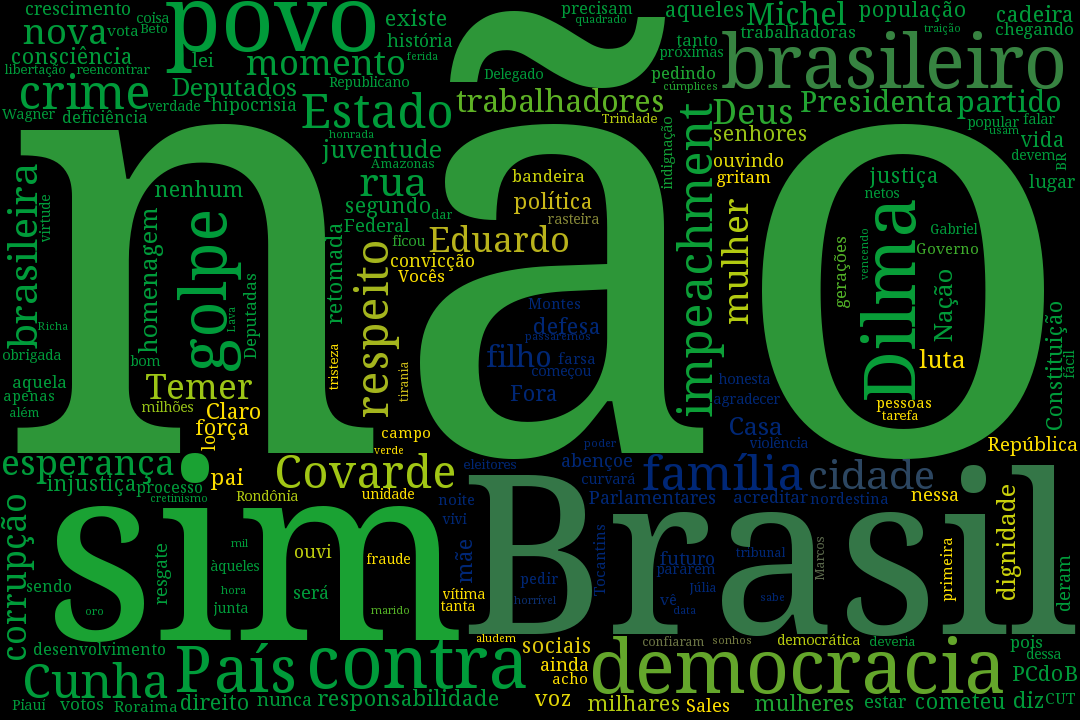 crescimento
coisa
povo
existe
precisam
quadrado
aqueles
Michel
população
cadeira
nova
vota
Beto
história
tanto
trabalhadoras
traição
chegando
consciência
lei
momento
ferida
próximas
brasileiro
libertação
reencontrar
Republicano
Delegado
pedindo
cúmplices
crime
Deputados
verdade
hipocrisia
Estado
trabalhadores
Deus
Presidenta
partido
Wagner
deficiência
honrada
Trindade
senhores
popular
falar
usam
não
juventude
Amazonas
indignação
impeachment
vida
devem
BR
brasileira
virtude
nenhum
rua
bandeira
ouvindo
gritam
justiça
netos
lugar
homenagem
golpe
segundo
dar
política
rasteira
mulher
Dilma
Gabriel
Federal
ficou
Eduardo
gerações
vencendo
Governo
retomada
respeito
convicção
Vocês
Nação
Lava
Deputadas
Montes
defesa
passaremos
Constituição
fácil
Richa
obrigada
bom
filho
farsa
começou
luta
aquela
apenas
além
Temer
tristeza
tirania
Fora
honesta
agradecer
pessoas
tarefa
milhões
Claro
força
lo
campo
verde
Casa
violência
poder
República
esperança
injustiça
processo
cretinismo
pai
Covarde
eleitores
abençoe
curvará
família
cidade
Rondônia
unidade
noite
Parlamentares
acreditar
nordestina
nessa
corrupção
sim
Brasil
vivi
dignidade
mil
ouvi
fraude
mãe
Tocantins
futuro
pararem
tribunal
Marcos
primeira
resgate
àqueles
sendo
hora
será
vítima
tanta
pedir
horrível
Júlia
vê
data
sabe
deram
oro
junta
marido
aludem
desenvolvimento
País
contra
sociais
confiaram
sonhos
democrática
deveria
pois
dessa
Cunha
ainda
acho
democracia
PCdoB
Piauí
votos
Roraima
direito
nunca
responsabilidade
voz
milhares
Sales
mulheres
estar
cometeu
diz
CUT
população